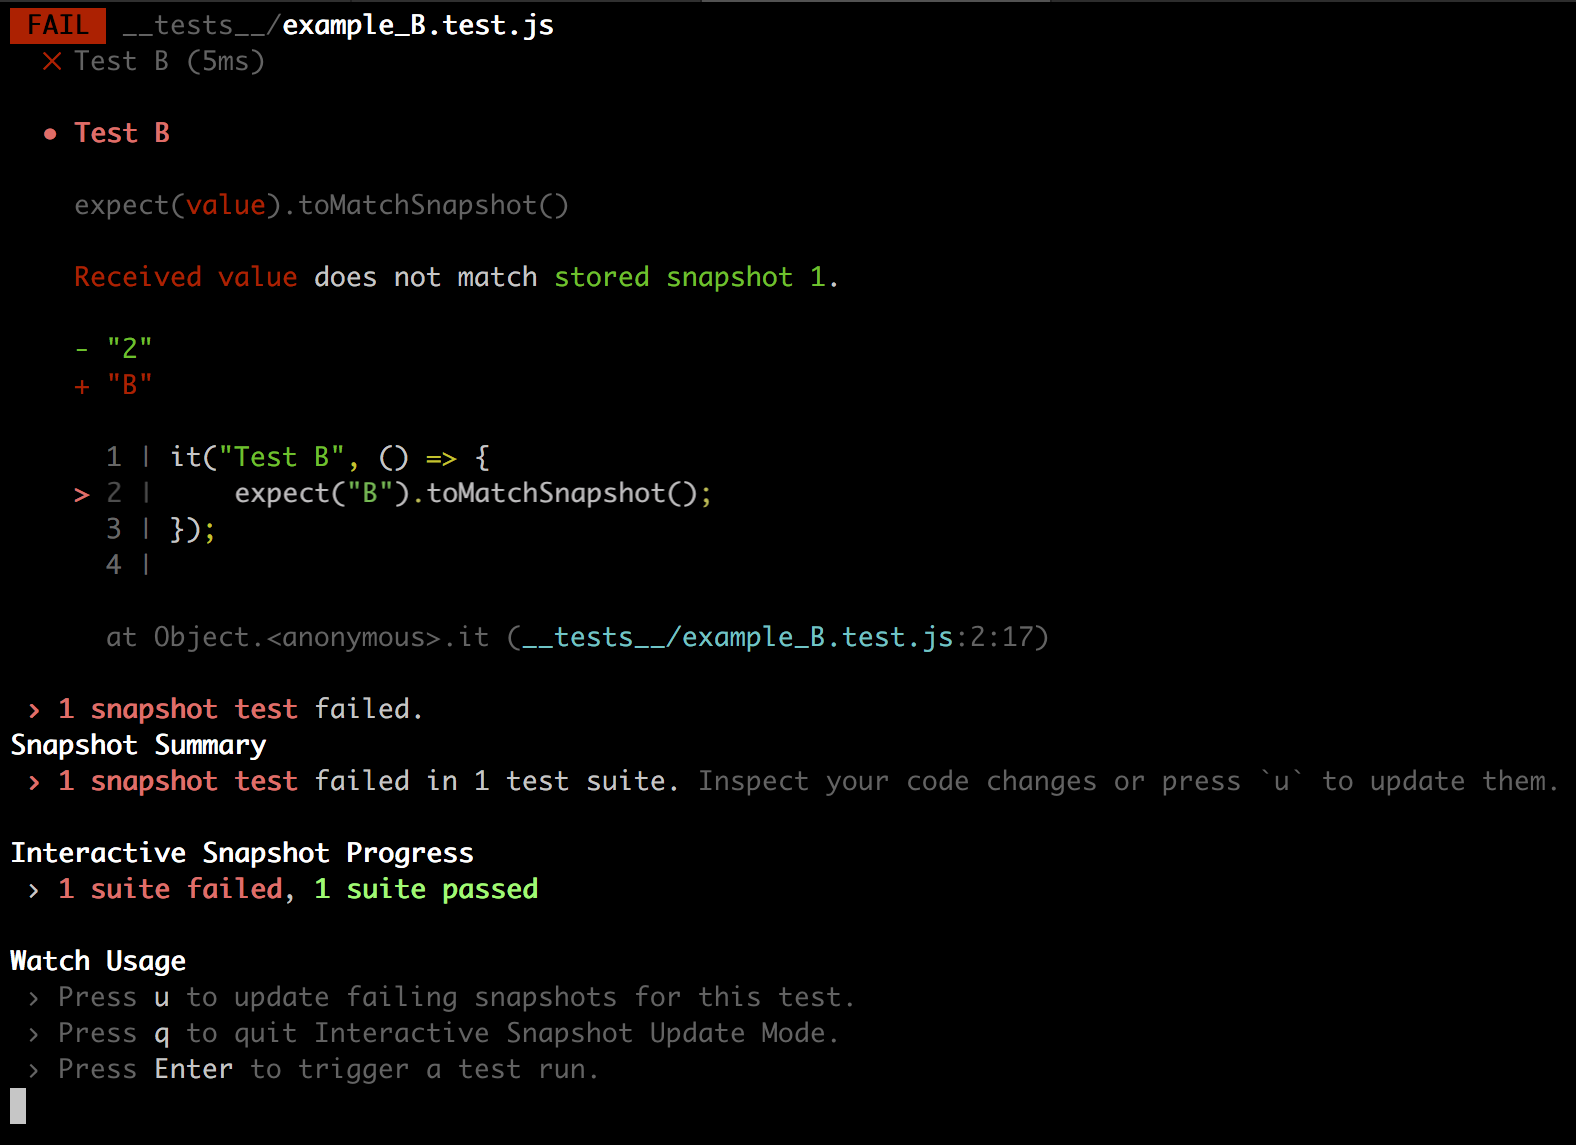 FAIL __tests__/example_B.test.js
✕ Test B (5ms)
● Test B
expect(value).toMatchSnapshot()
Received value does not match stored snapshot 1.
- "2"
+ "B"
1 | it("Test B", () => {
> 2 |     expect("B").toMatchSnapshot();
3 | });
4 |
at Object.<anonymous>.it (__tests__/example_B.test.js:2:17)
› 1 snapshot test failed.
Snapshot Summary
› 1 snapshot test failed in 1 test suite. Inspect your code changes or press `u` to update them.
Interactive Snapshot Progress
› 1 suite failed, 1 suite passed
Watch Usage
› Press u to update failing snapshots for this test.
› Press q to quit Interactive Snapshot Update Mode.
› Press Enter to trigger a test run.